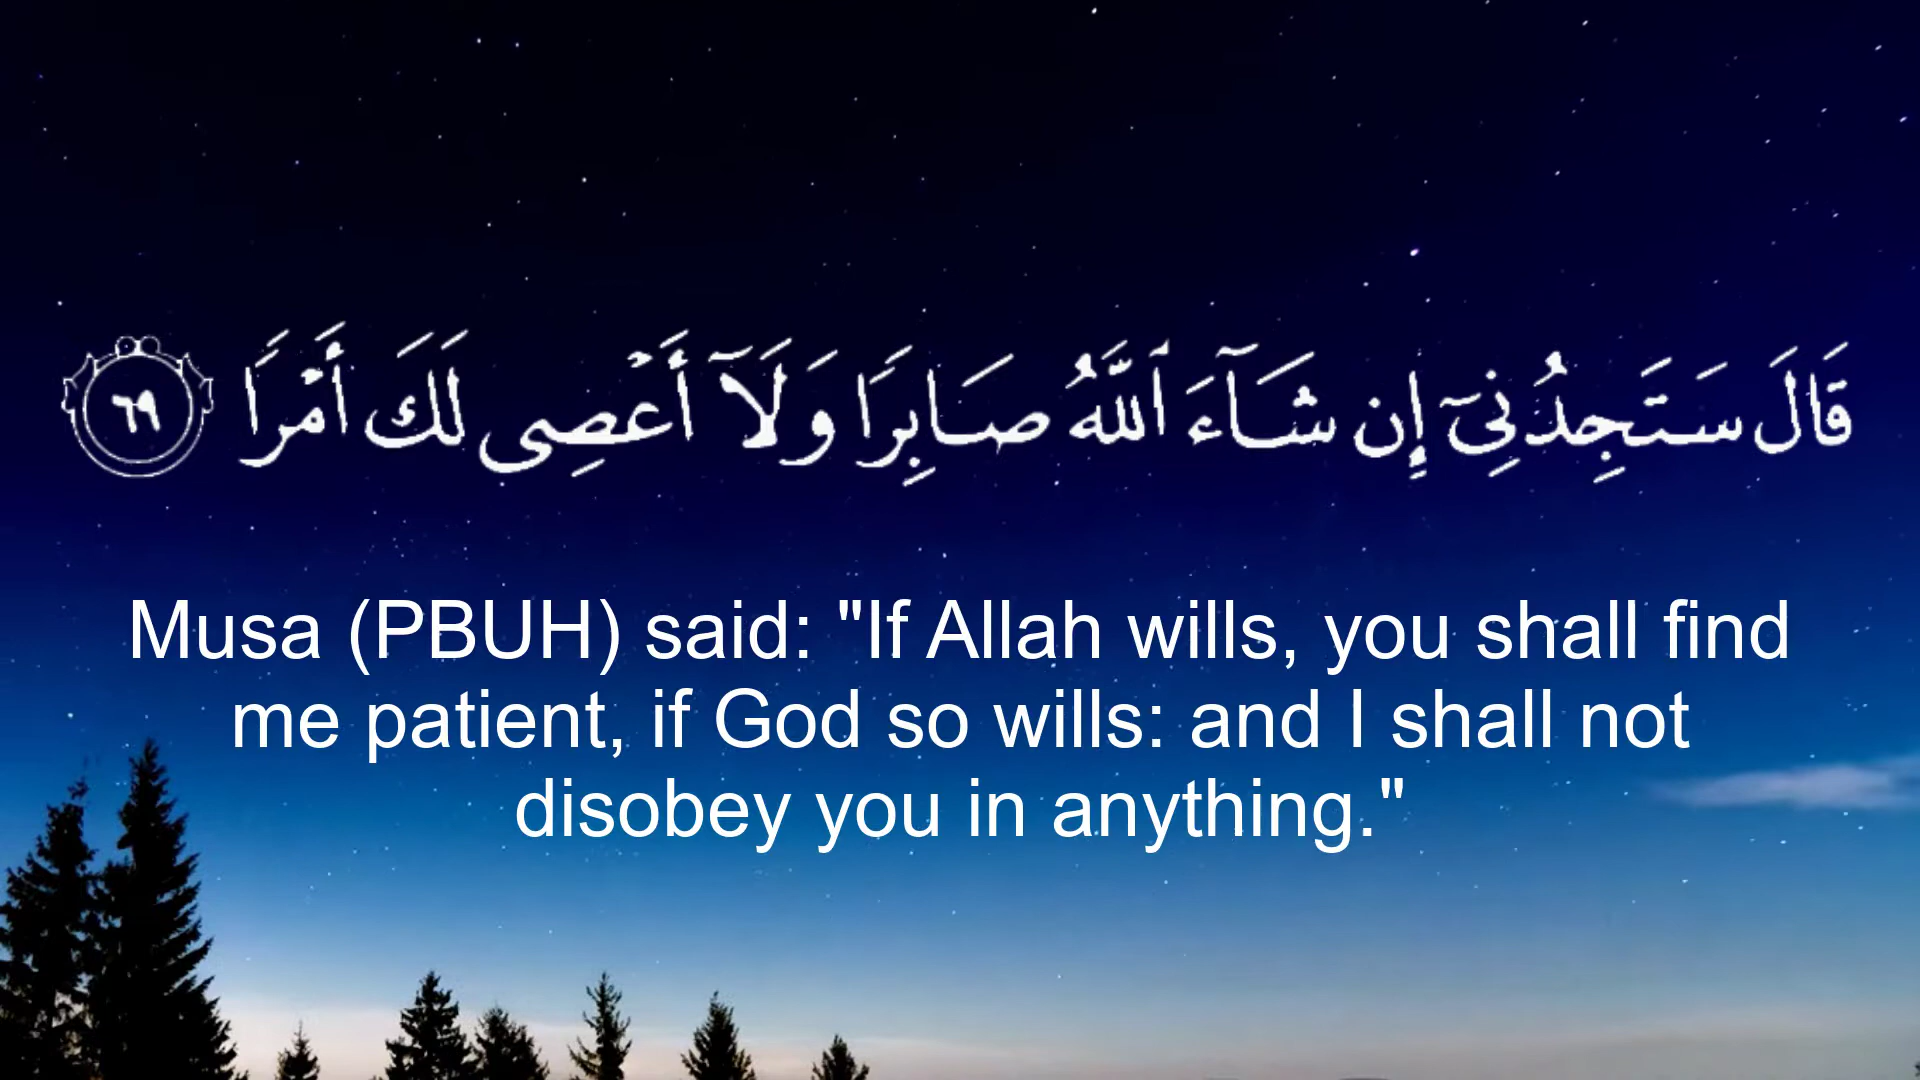 قَالَ سَتَجِدُنِىٓ إِن شَآءَ ٱللَّهُ صَابِرًا وَلَآ أَعْصِى لَكَ أَمْرًا ٦٩
Musa (PBUH) said: "If Allah wills, you shall find
me patient, if God so wills: and I shall not
disobey you in anything."